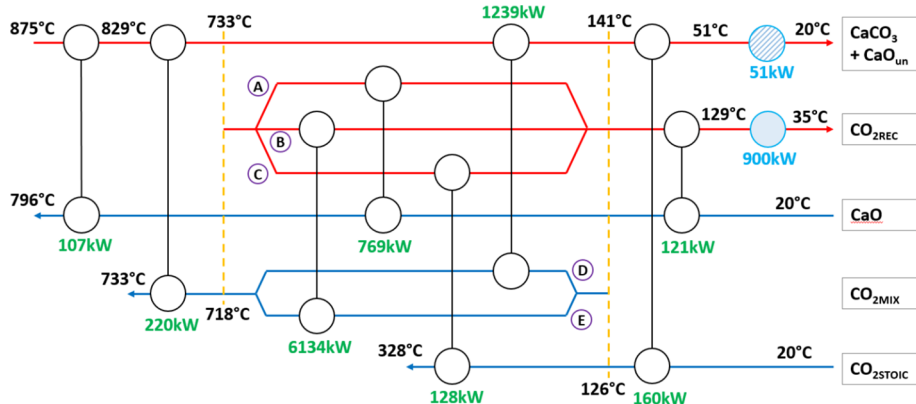 1239kW
875°C 829°C 733°C 141°C 51°C 20°C CaCO3
+ CaOun
51kW
A
129°C 35°C CO2REC
B
900kW
C
796°C 20°C CaO
107kW 769kW 121kW
D
733°C CO2MIX
220kW 718°C E
6134kW
328°C 20°C CO2STOIC
128kW 126°C 160kW